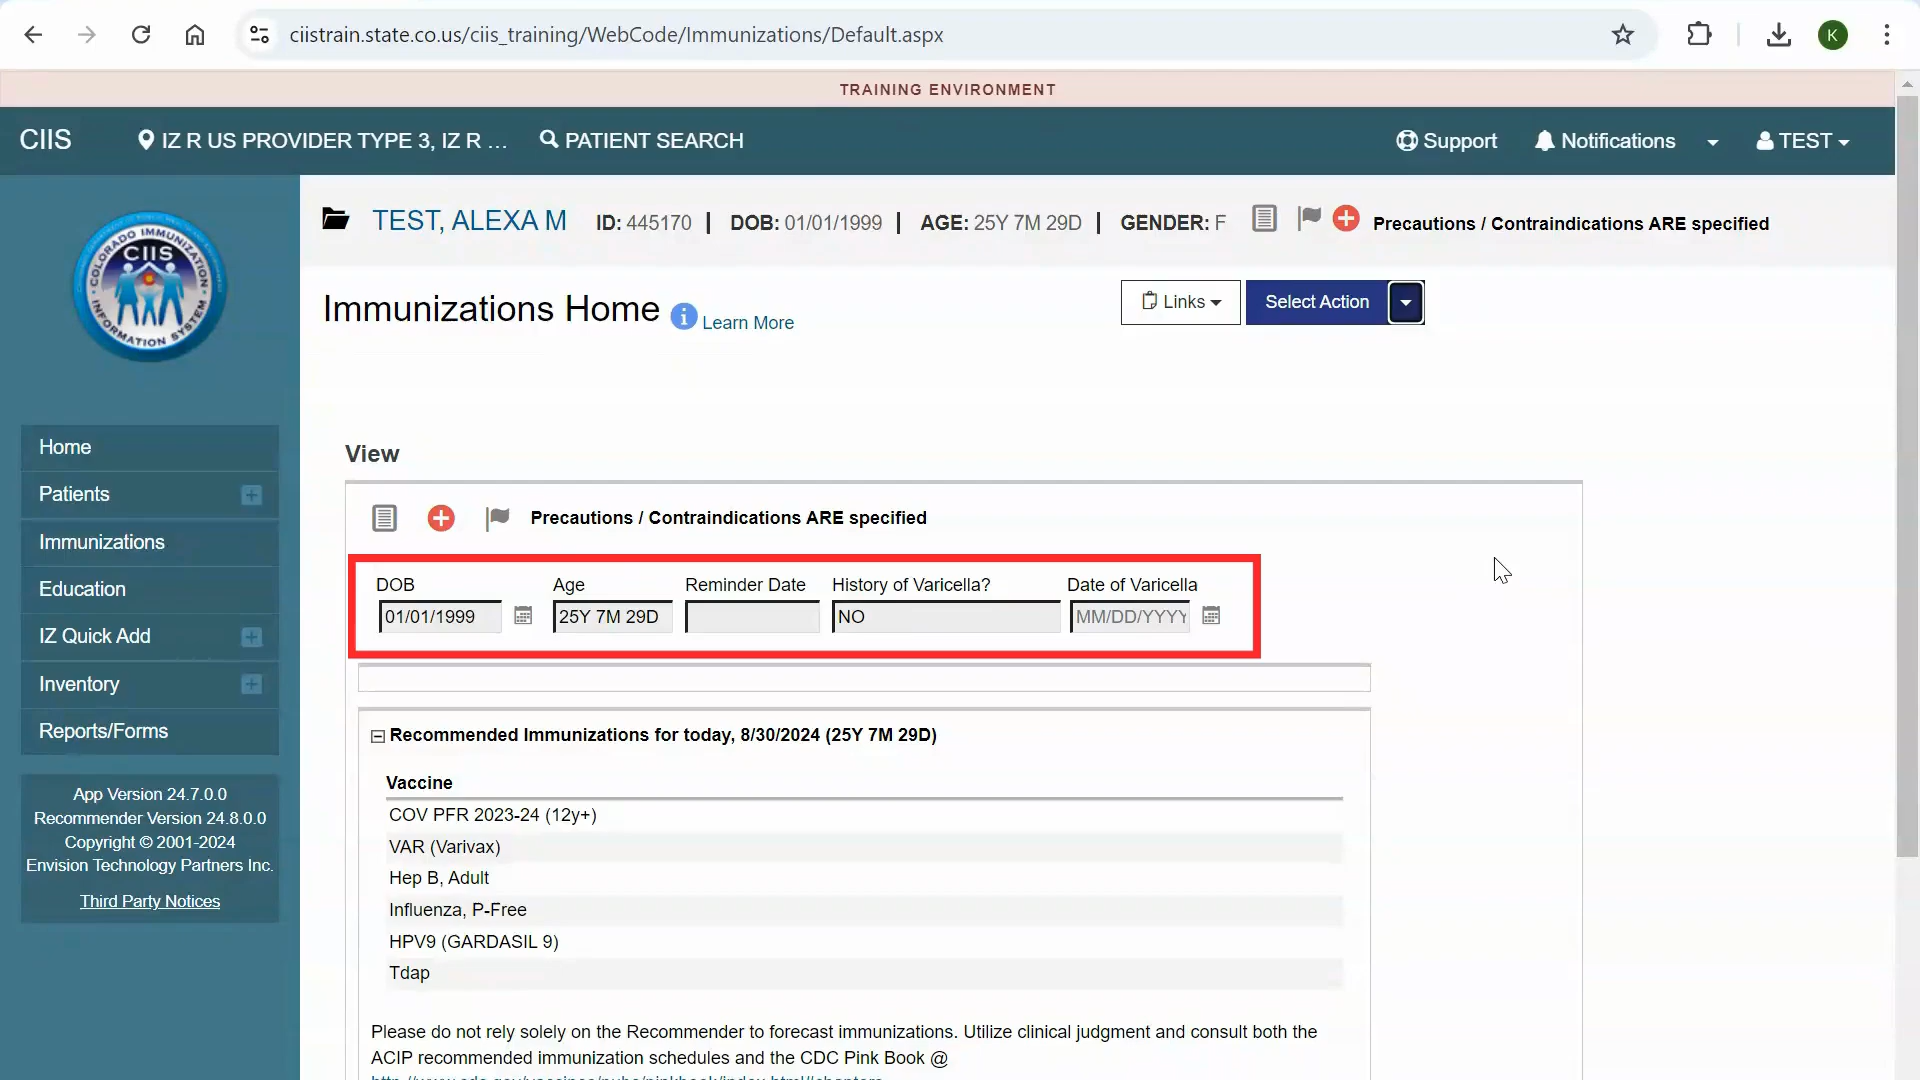 ciistrain.state.co.us/ciis_training/WebCode/Immunizations/Default.aspx
K
TRAINING ENVIRONMENT
CIIS
IZ R US PROVIDER TYPE 3, IZ R ...
PATIENT SEARCH
Support
Notifications
TEST
COLORADO IMMUNIZATION
CIIS
INFORMATION SYSTEM
TEST, ALEXA M ID: 445170 | DOB: 01/01/1999 | AGE: 25Y 7M 29D | GENDER: F
Precautions / Contraindications ARE specified
Immunizations Home
Learn More
Links
Select Action
Home
Patients
Immunizations
Education
IZ Quick Add
Inventory
Reports/Forms
App Version 24.7.0.0
Recommender Version 24.8.0.0
Copyright © 2001-2024
Envision Technology Partners Inc.
Third Party Notices
View
Precautions / Contraindications ARE specified
DOB Age Reminder Date History of Varicella? Date of Varicella
01/01/1999 25Y 7M 29D NO MM/DD/YYYY
Recommended Immunizations for today, 8/30/2024 (25Y 7M 29D)
Vaccine
COV PFR 2023-24 (12y+)
VAR (Varivax)
Hep B, Adult
Influenza, P-Free
HPV9 (GARDASIL 9)
Tdap
Please do not rely solely on the Recommender to forecast immunizations. Utilize clinical judgment and consult both the
ACIP recommended immunization schedules and the CDC Pink Book @